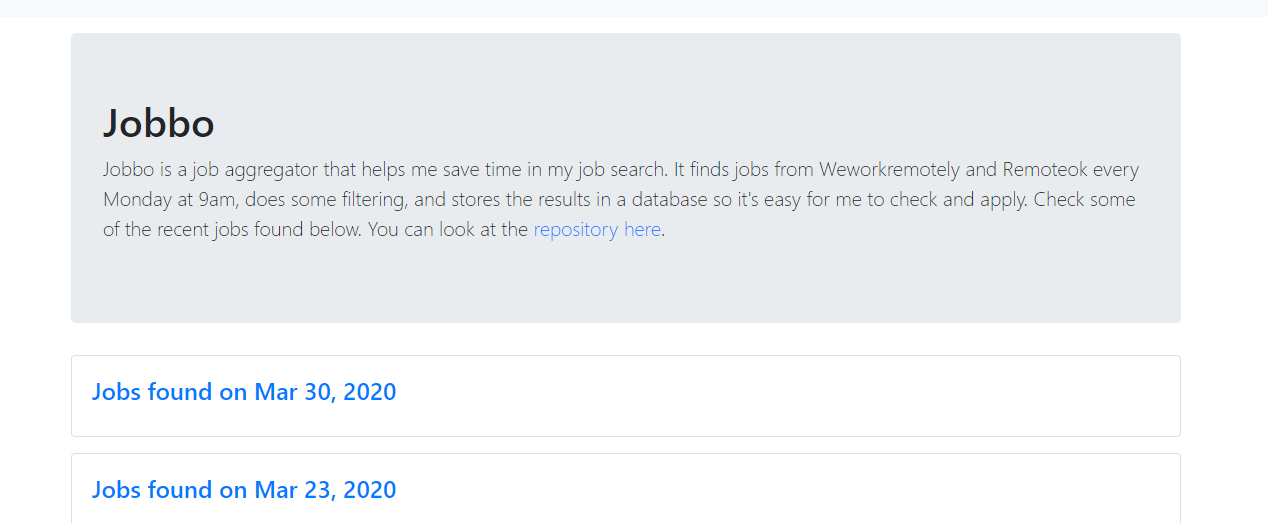 Jobbo
Jobbo is a job aggregator that helps me save time in my job search. It finds jobs from Weworkremotely and Remoteok every
Monday at 9am, does some filtering, and stores the results in a database so it's easy for me to check and apply. Check some
of the recent jobs found below. You can look at the repository here.
Jobs found on Mar 30, 2020
Jobs found on Mar 23, 2020